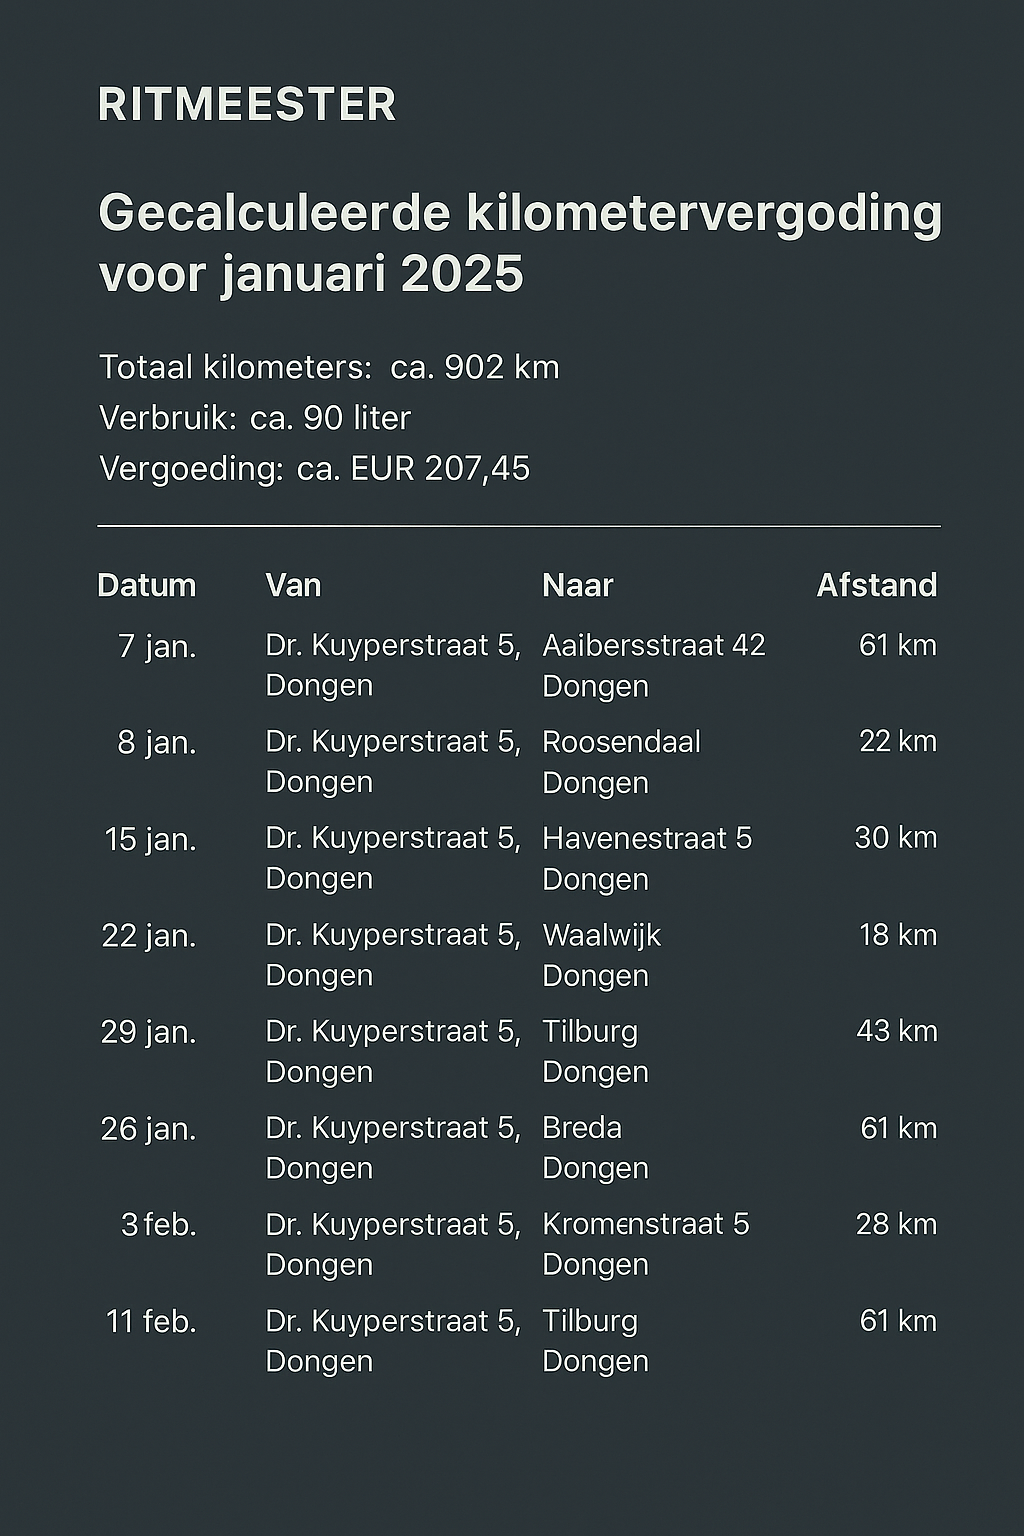 RITMEESTER
Gecalculeerde kilometervergoding
voor januari 2025
Totaal kilometers: ca. 902 km
Verbruik: ca. 90 liter
Vergoeding: ca. EUR 207,45
Datum Van Naar Afstand
7 jan. Dr. Kuyperstraat 5, Aaibersstraat 42 61 km
Dongen Dongen
8 jan. Dr. Kuyperstraat 5, Roosendaal 22 km
Dongen Dongen
15 jan. Dr. Kuyperstraat 5, Havenestraat 5 30 km
Dongen Dongen
22 jan. Dr. Kuyperstraat 5, Waalwijk 18 km
Dongen Dongen
29 jan. Dr. Kuyperstraat 5, Tilburg 43 km
Dongen Dongen
26 jan. Dr. Kuyperstraat 5, Breda 61 km
Dongen Dongen
3 feb. Dr. Kuyperstraat 5, Kromenstraat 5 28 km
Dongen Dongen
11 feb. Dr. Kuyperstraat 5, Tilburg 61 km
Dongen Dongen